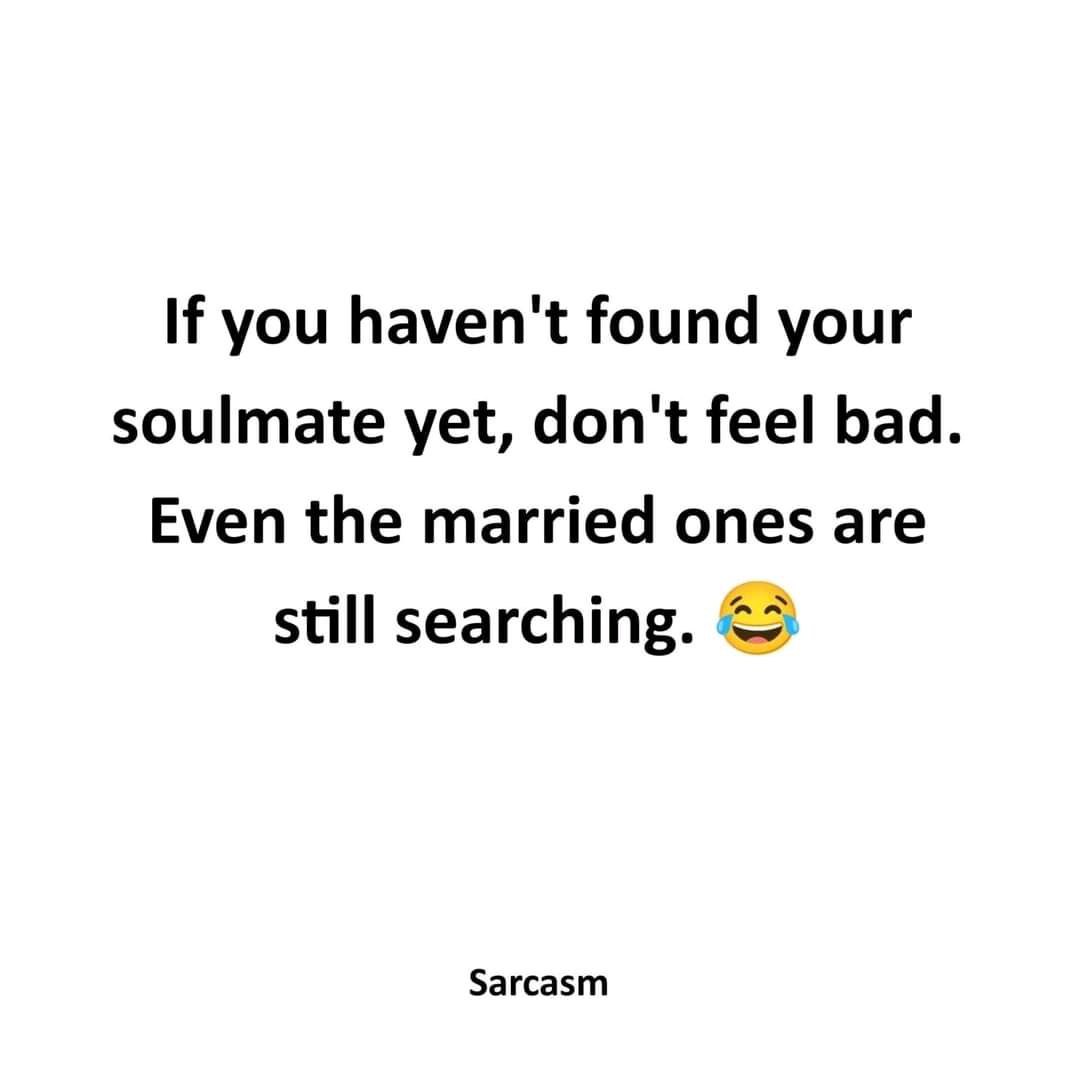 If you haven't found your
soulmate yet, don't feel bad.
Even the married ones are
still searching. 😂
Sarcasm